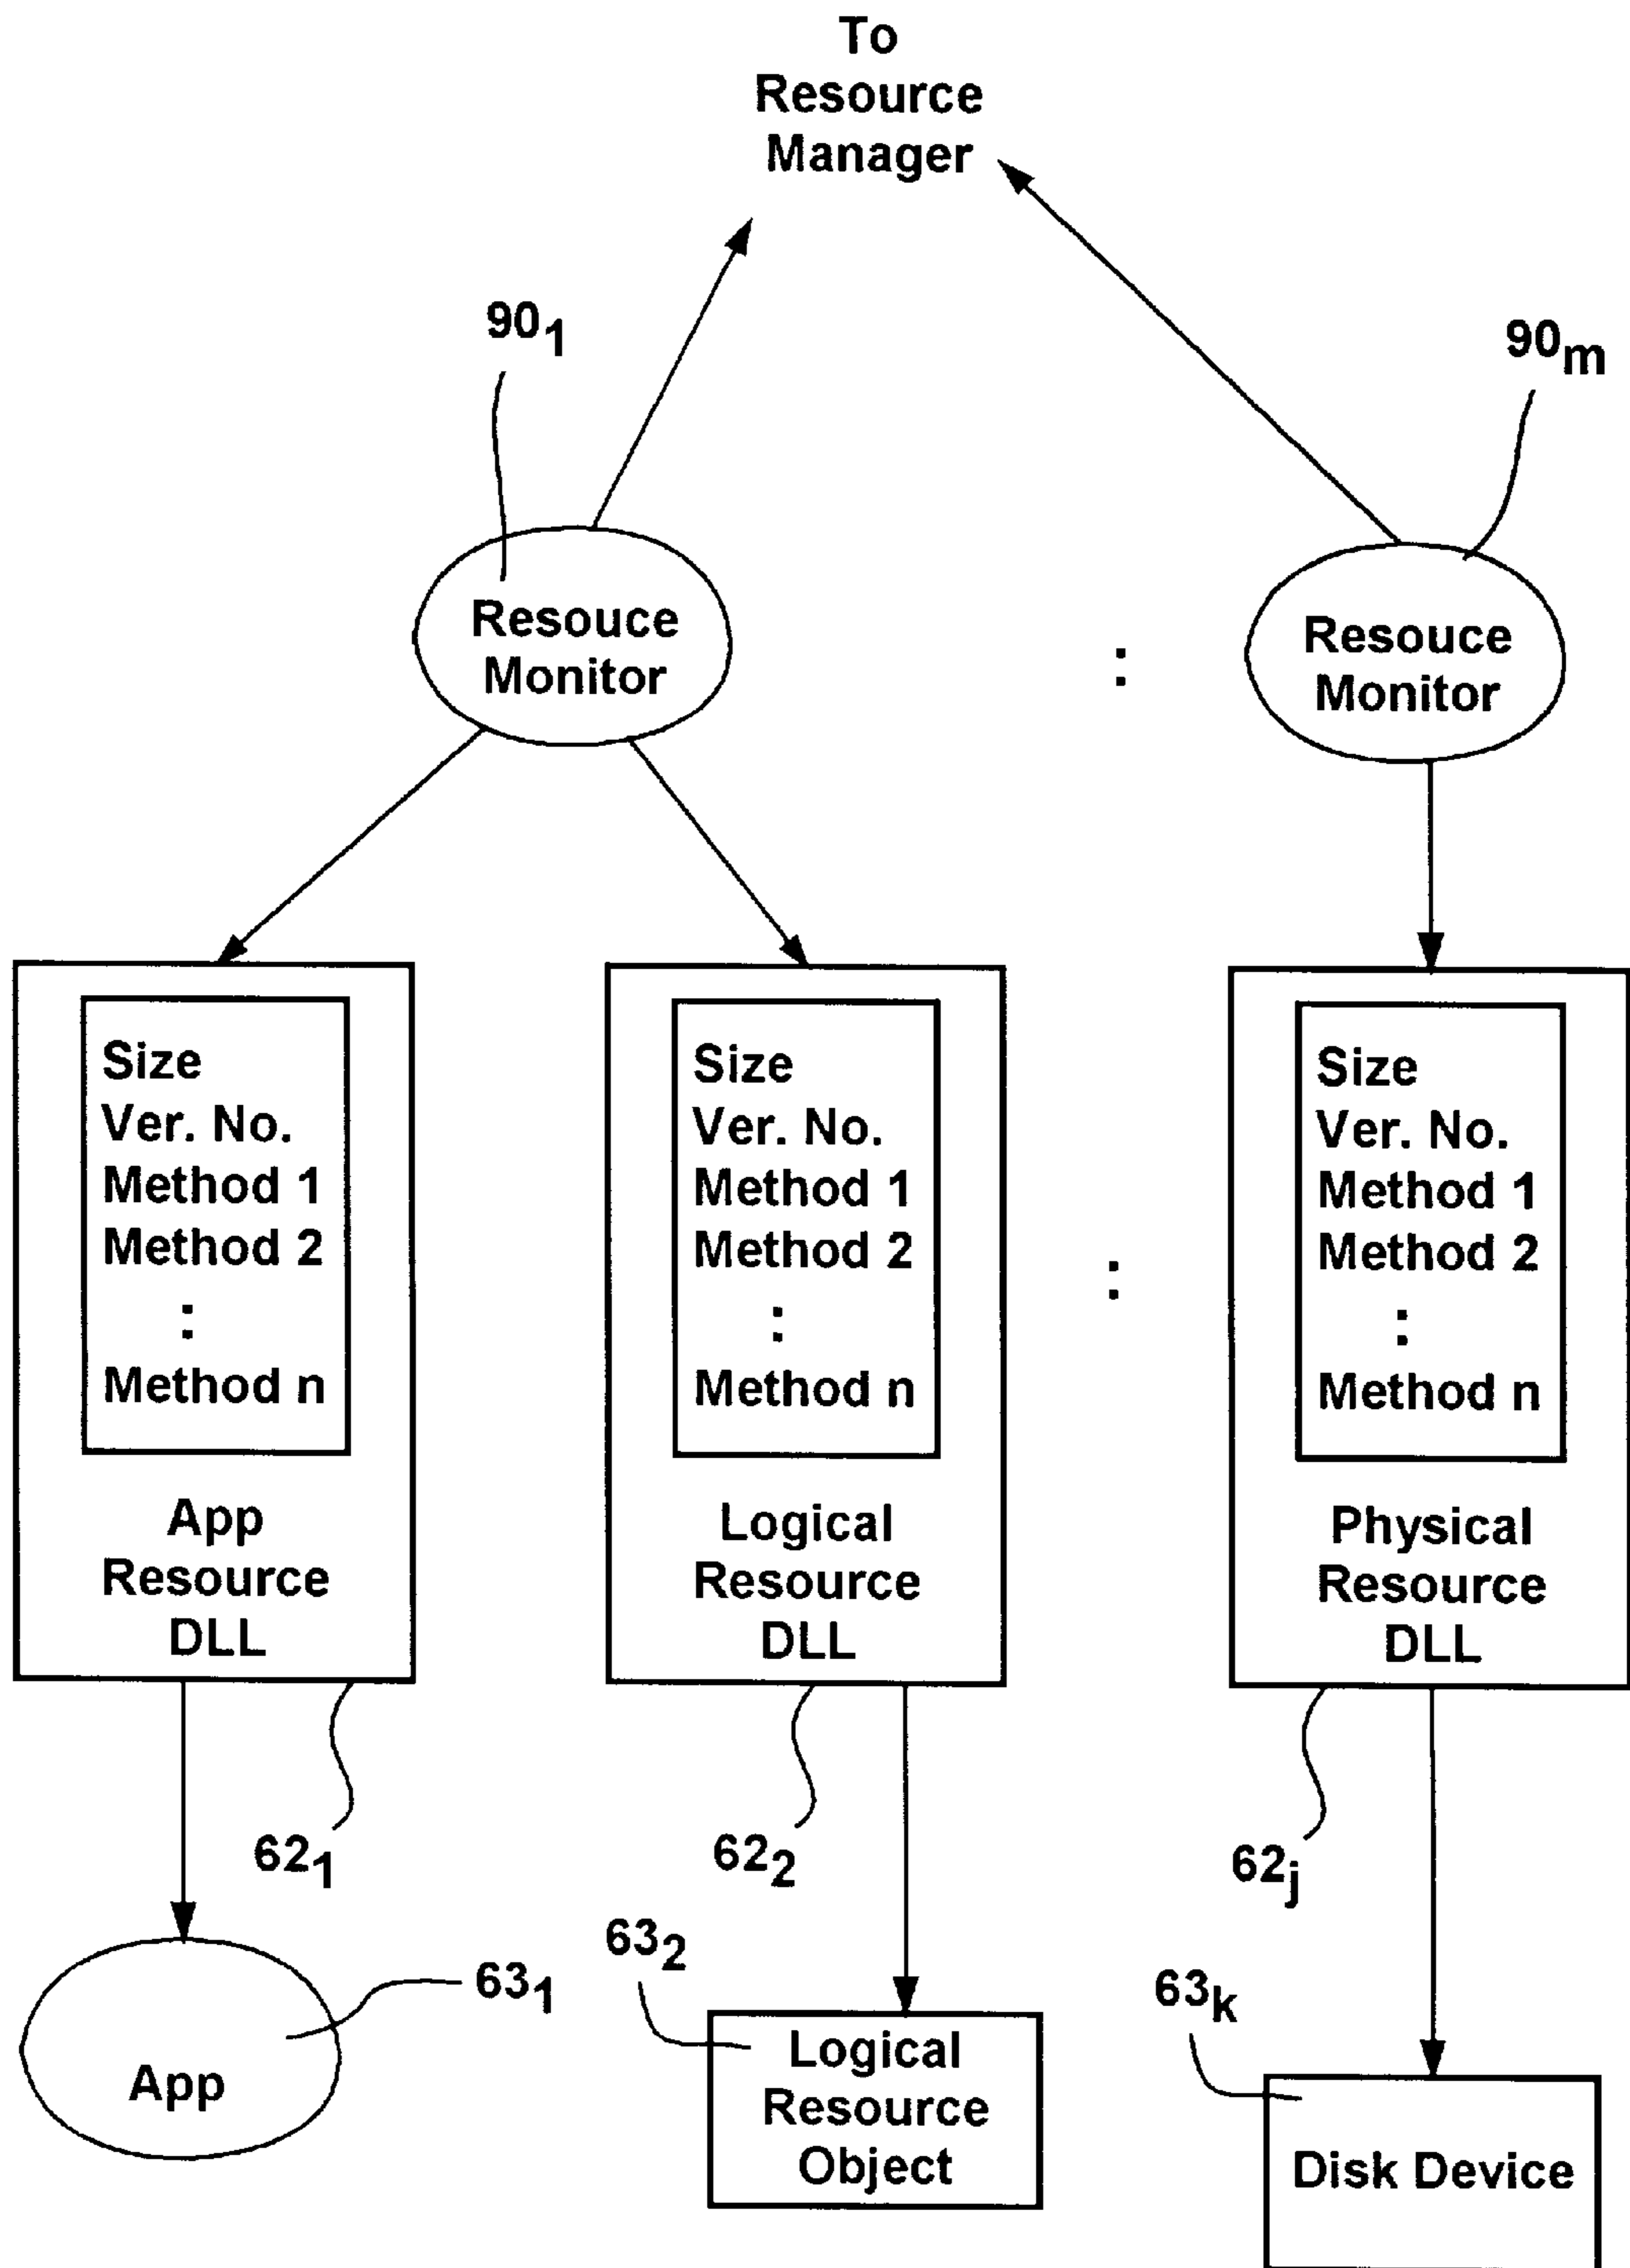 To
Resource
Manager
90₁
90ₘ
Resouce
Monitor
:
Resouce
Monitor
Size
Ver. No.
Method 1
Method 2
:
Method n
App
Resource
DLL
Size
Ver. No.
Method 1
Method 2
:
Method n
Logical
Resource
DLL
:
Size
Ver. No.
Method 1
Method 2
:
Method n
Physical
Resource
DLL
62₁
62₂
62ⱼ
63₁
63₂
63ₖ
App
Logical
Resource
Object
Disk Device